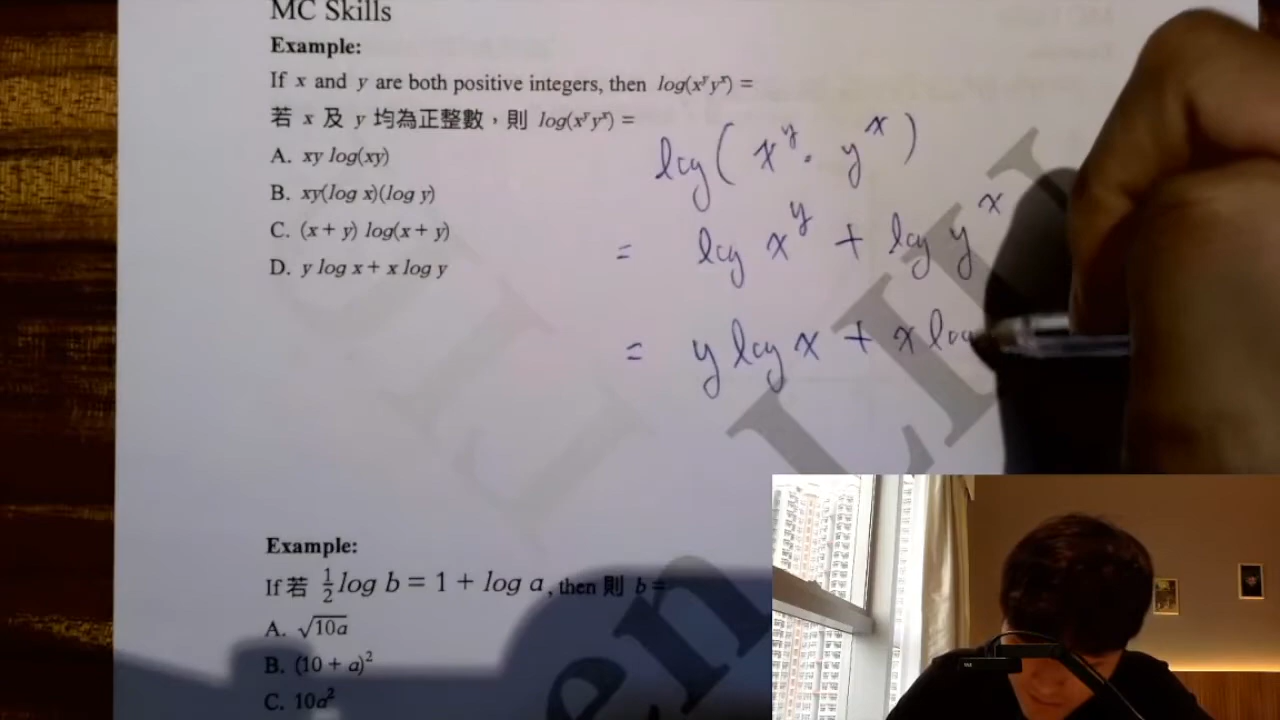 MC Skills
Example:
If x and y are both positive integers, then log(x^y y^x) =
若 x 及 y 均為正整數,則 log(x^y y^x) =
A. xy log(xy)
B. xy(log x)(log y)
C. (x + y) log(x + y)
D. y log x + x log y
log( x^y · y^x )
= log x^y + log y^x
= y log x + x log
Example:
If 若 1/2 log b = 1 + log a, then 則 b =
A. √10a
B. (10 + a)²
C. 10a²